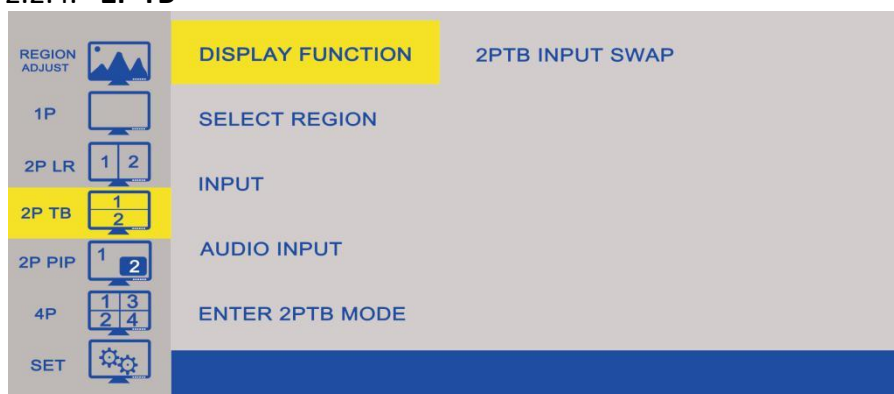 2.2.4. 2P TB
REGION ADJUST
1P
2P LR 1 2
2P TB 1 2
2P PIP 1 2
4P 1 3 2 4
SET
DISPLAY FUNCTION 2PTB INPUT SWAP
SELECT REGION
INPUT
AUDIO INPUT
ENTER 2PTB MODE